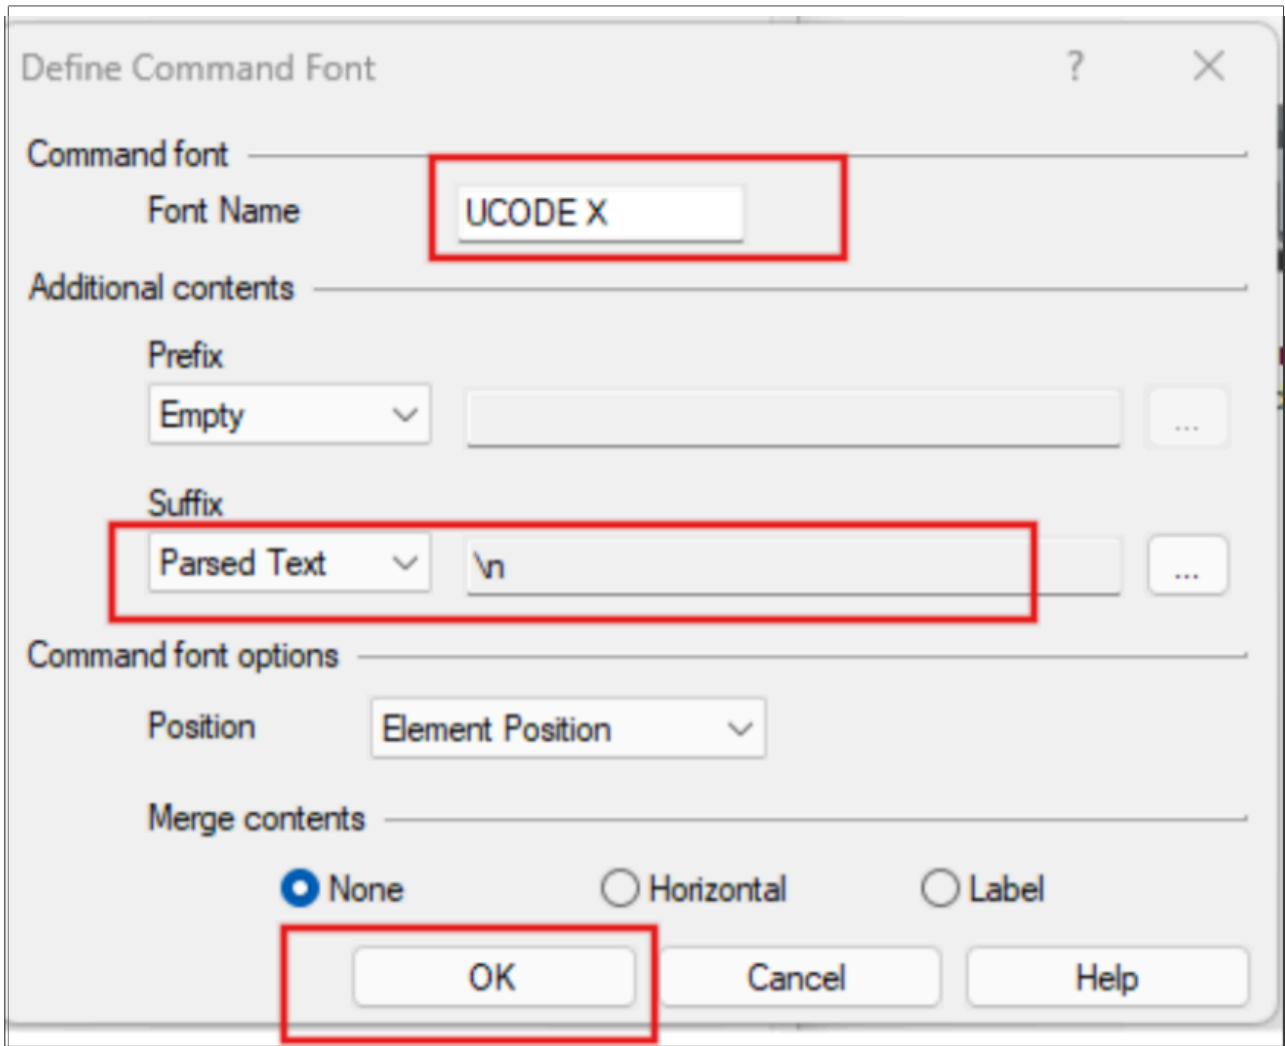 Define Command Font ?
Command font
Font Name UCODE X
Additional contents
Prefix
Empty ...
Suffix
Parsed Text \n ...
Command font options
Position Element Position
Merge contents
None Horizontal Label
OK Cancel Help